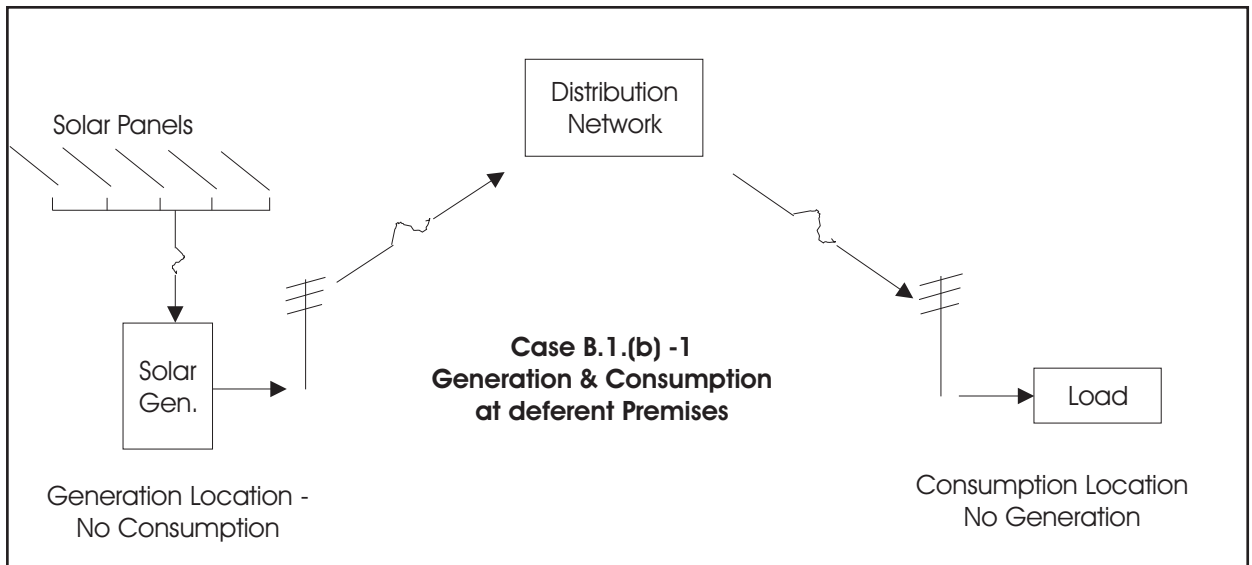 Distribution
Network
Solar Panels
Solar
Gen.
Case B.1.(b) -1
Generation & Consumption
at deferent Premises
Load
Generation Location -
No Consumption
Consumption Location
No Generation